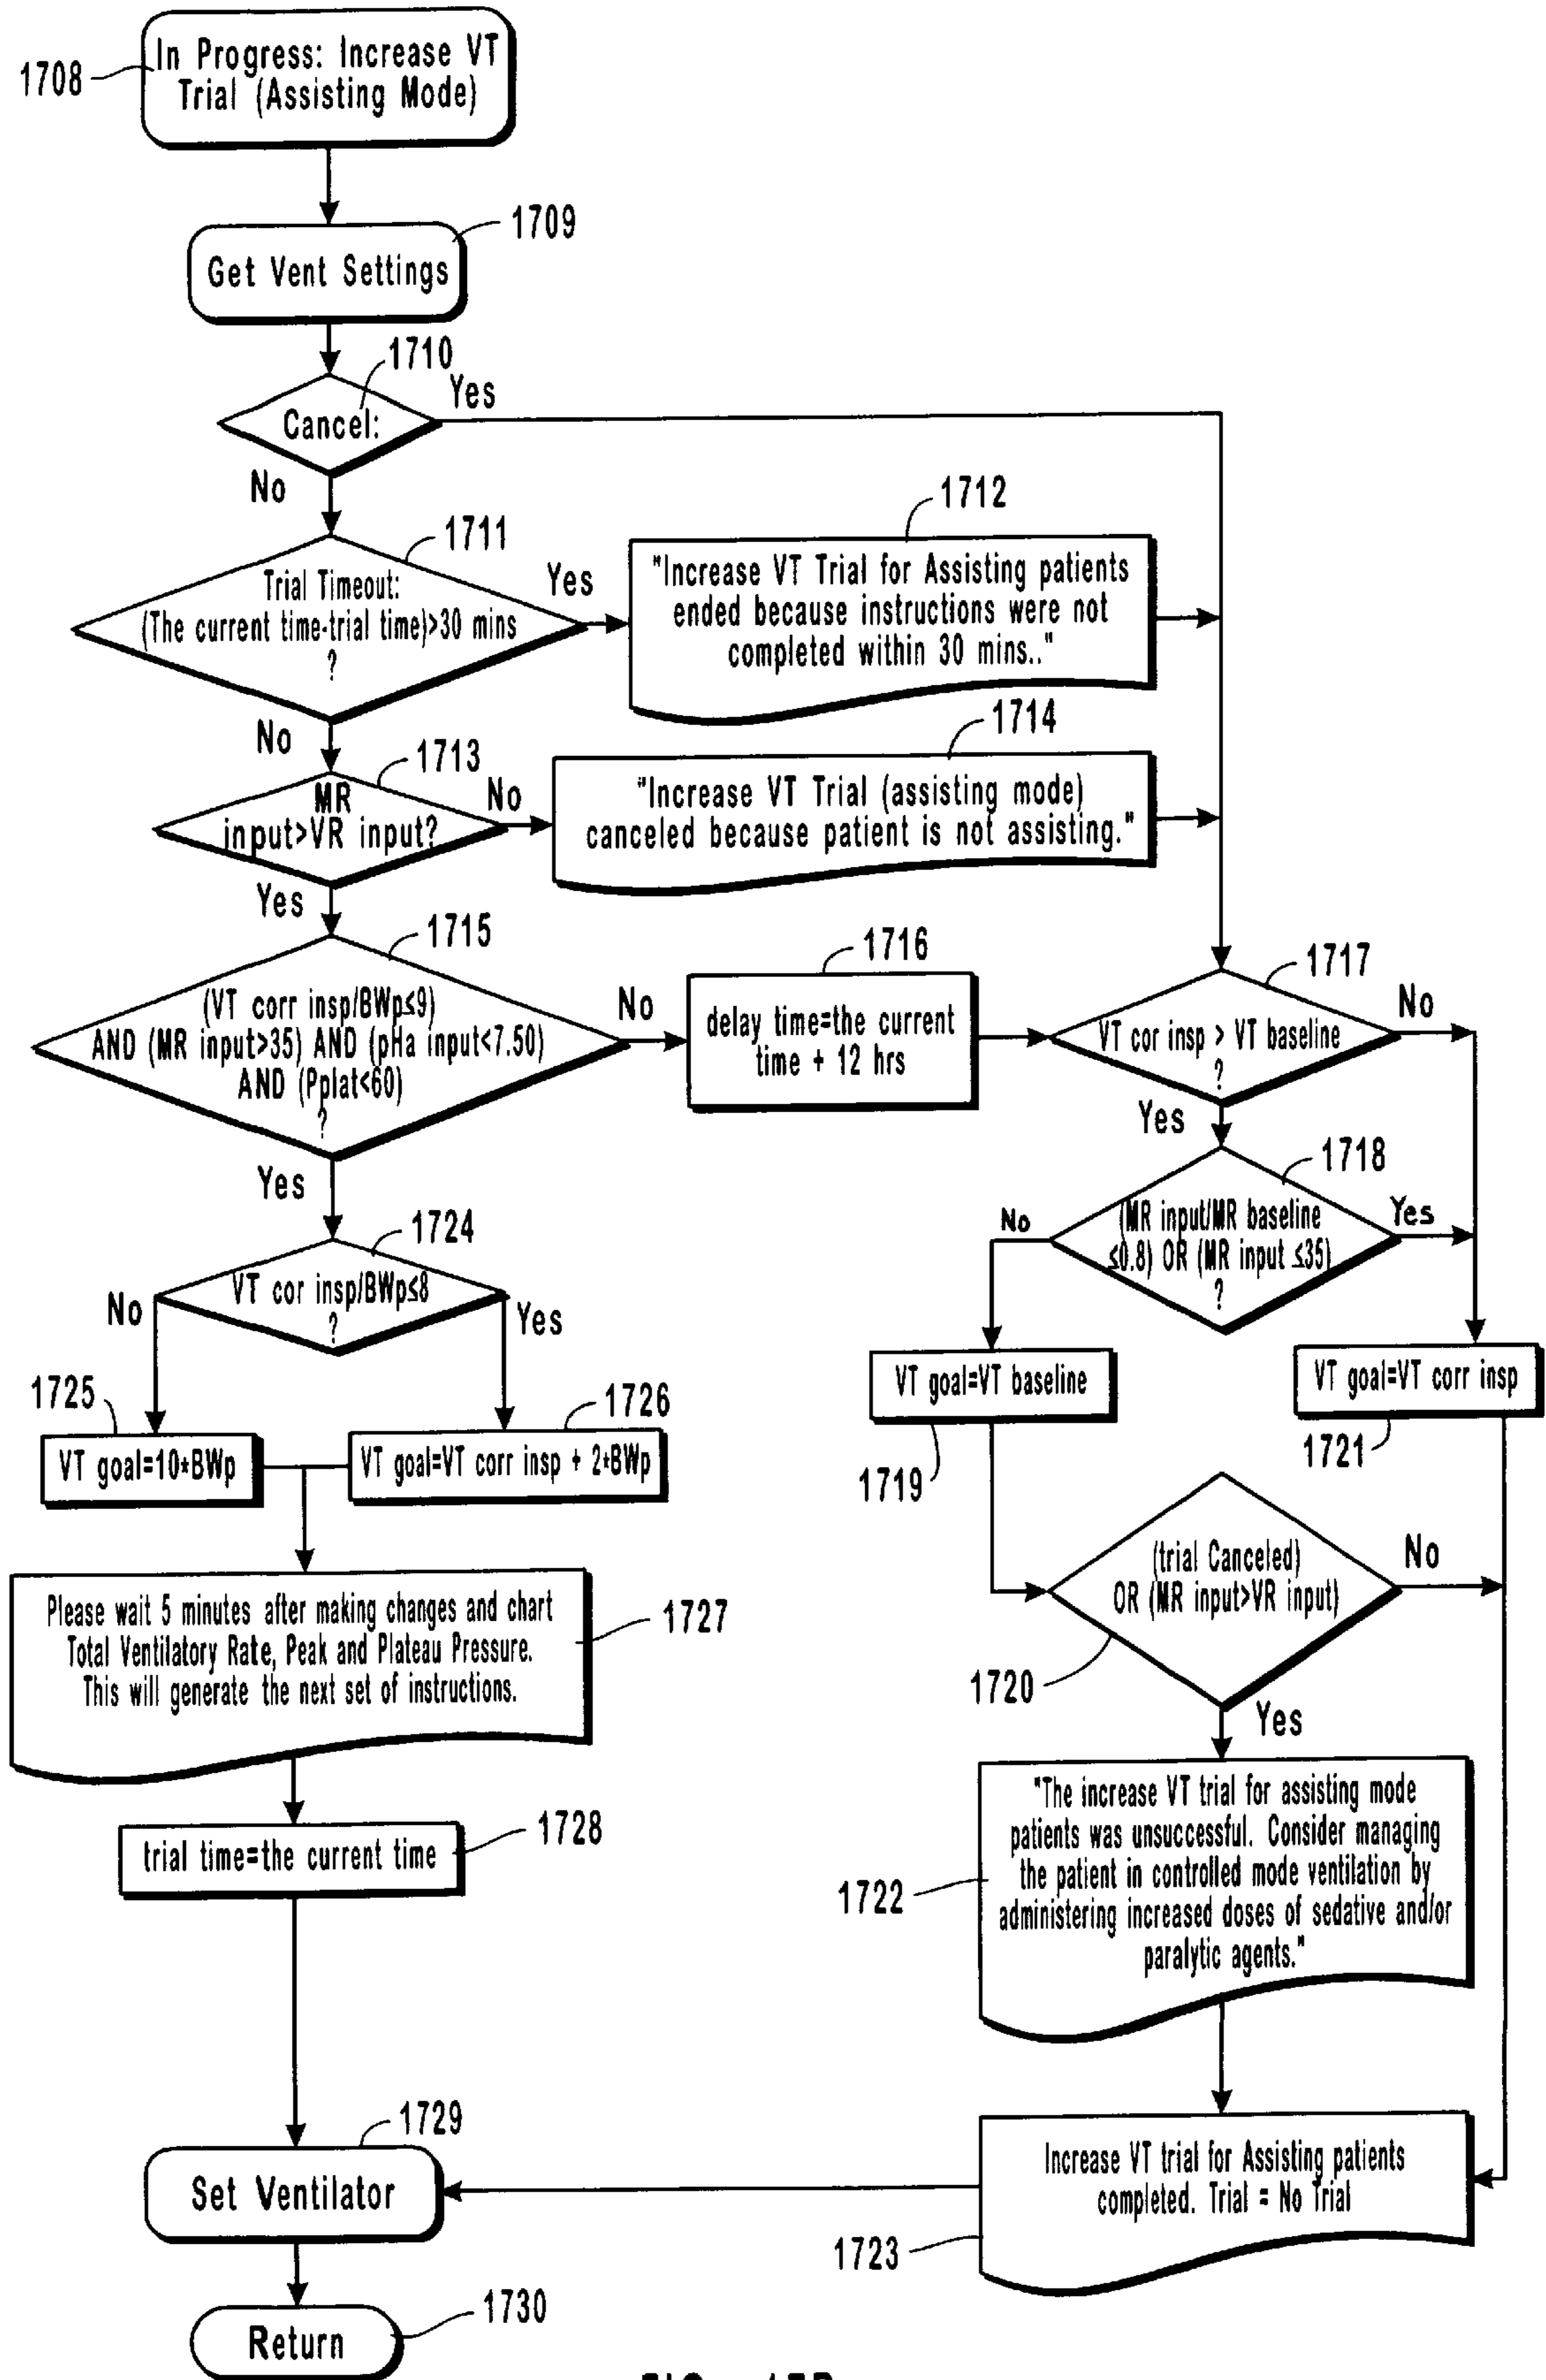 1708
In Progress: Increase VT
Trial (Assisting Mode)
1709
Get Vent Settings
1710
Cancel:
Yes
No
1711
Trial Timeout:
(The current time-trial time)>30 mins
?
Yes
No
1712
"Increase VT Trial for Assisting patients
ended because instructions were not
completed within 30 mins.."
1713
MR
input>VR input?
No
Yes
1714
"Increase VT Trial (assisting mode)
canceled because patient is not assisting."
1715
(VT corr insp/BWp≤9)
AND (MR input>35) AND (pHa input<7.50)
AND (Pplat<60)
?
No
Yes
1716
delay time=the current
time + 12 hrs
1717
VT cor insp > VT baseline
?
No
Yes
1718
(MR input/MR baseline
≤0.8) OR (MR input ≤35)
?
No
Yes
1724
VT cor insp/BWp≤8
?
No
Yes
1725
VT goal=10*BWp
1726
VT goal=VT corr insp + 2*BWp
VT goal=VT baseline
1719
VT goal=VT corr insp
1721
(trial Canceled)
OR (MR input>VR input)
No
1720
Yes
Please wait 5 minutes after making changes and chart
Total Ventilatory Rate, Peak and Plateau Pressure.
This will generate the next set of instructions.
1727
trial time=the current time
1728
"The increase VT trial for assisting mode
patients was unsuccessful. Consider managing
the patient in controlled mode ventilation by
administering increased doses of sedative and/or
paralytic agents."
1722
1729
Set Ventilator
Increase VT trial for Assisting patients
completed. Trial = No Trial
1723
Return
1730